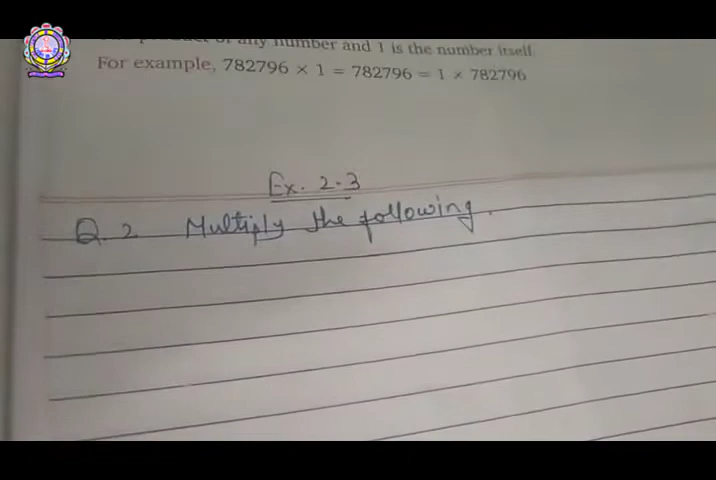 any number and 1 is the number itself
For example, 782796 × 1 = 782796 = 1 × 782796
Ex. 2.3
Q. 2 Multiply the following.